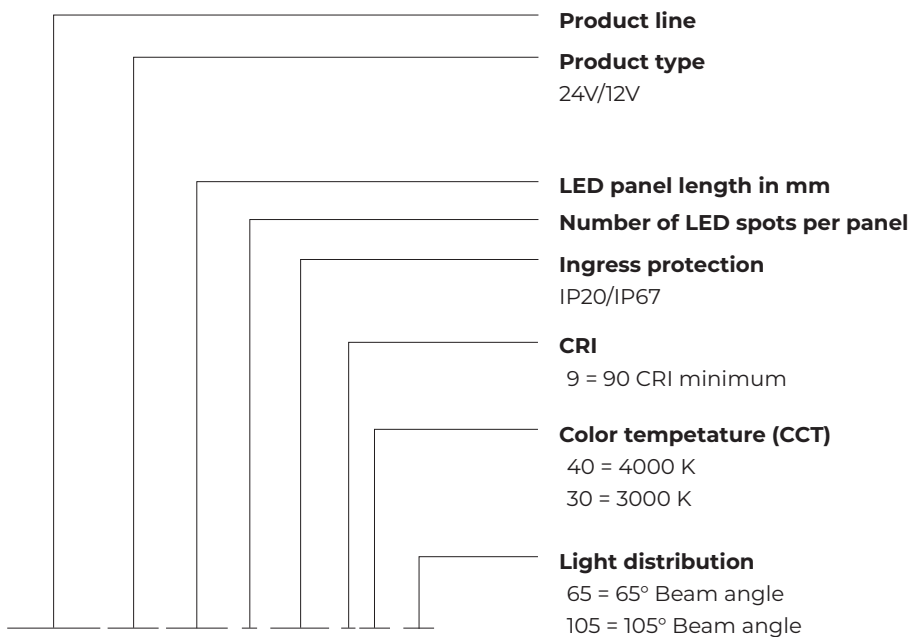 Product line
Product type
24V/12V
LED panel length in mm
Number of LED spots per panel
Ingress protection
IP20/IP67
CRI
9 = 90 CRI minimum
Color tempetature (CCT)
40 = 4000 K
30 = 3000 K
Light distribution
65 = 65° Beam angle
105 = 105° Beam angle